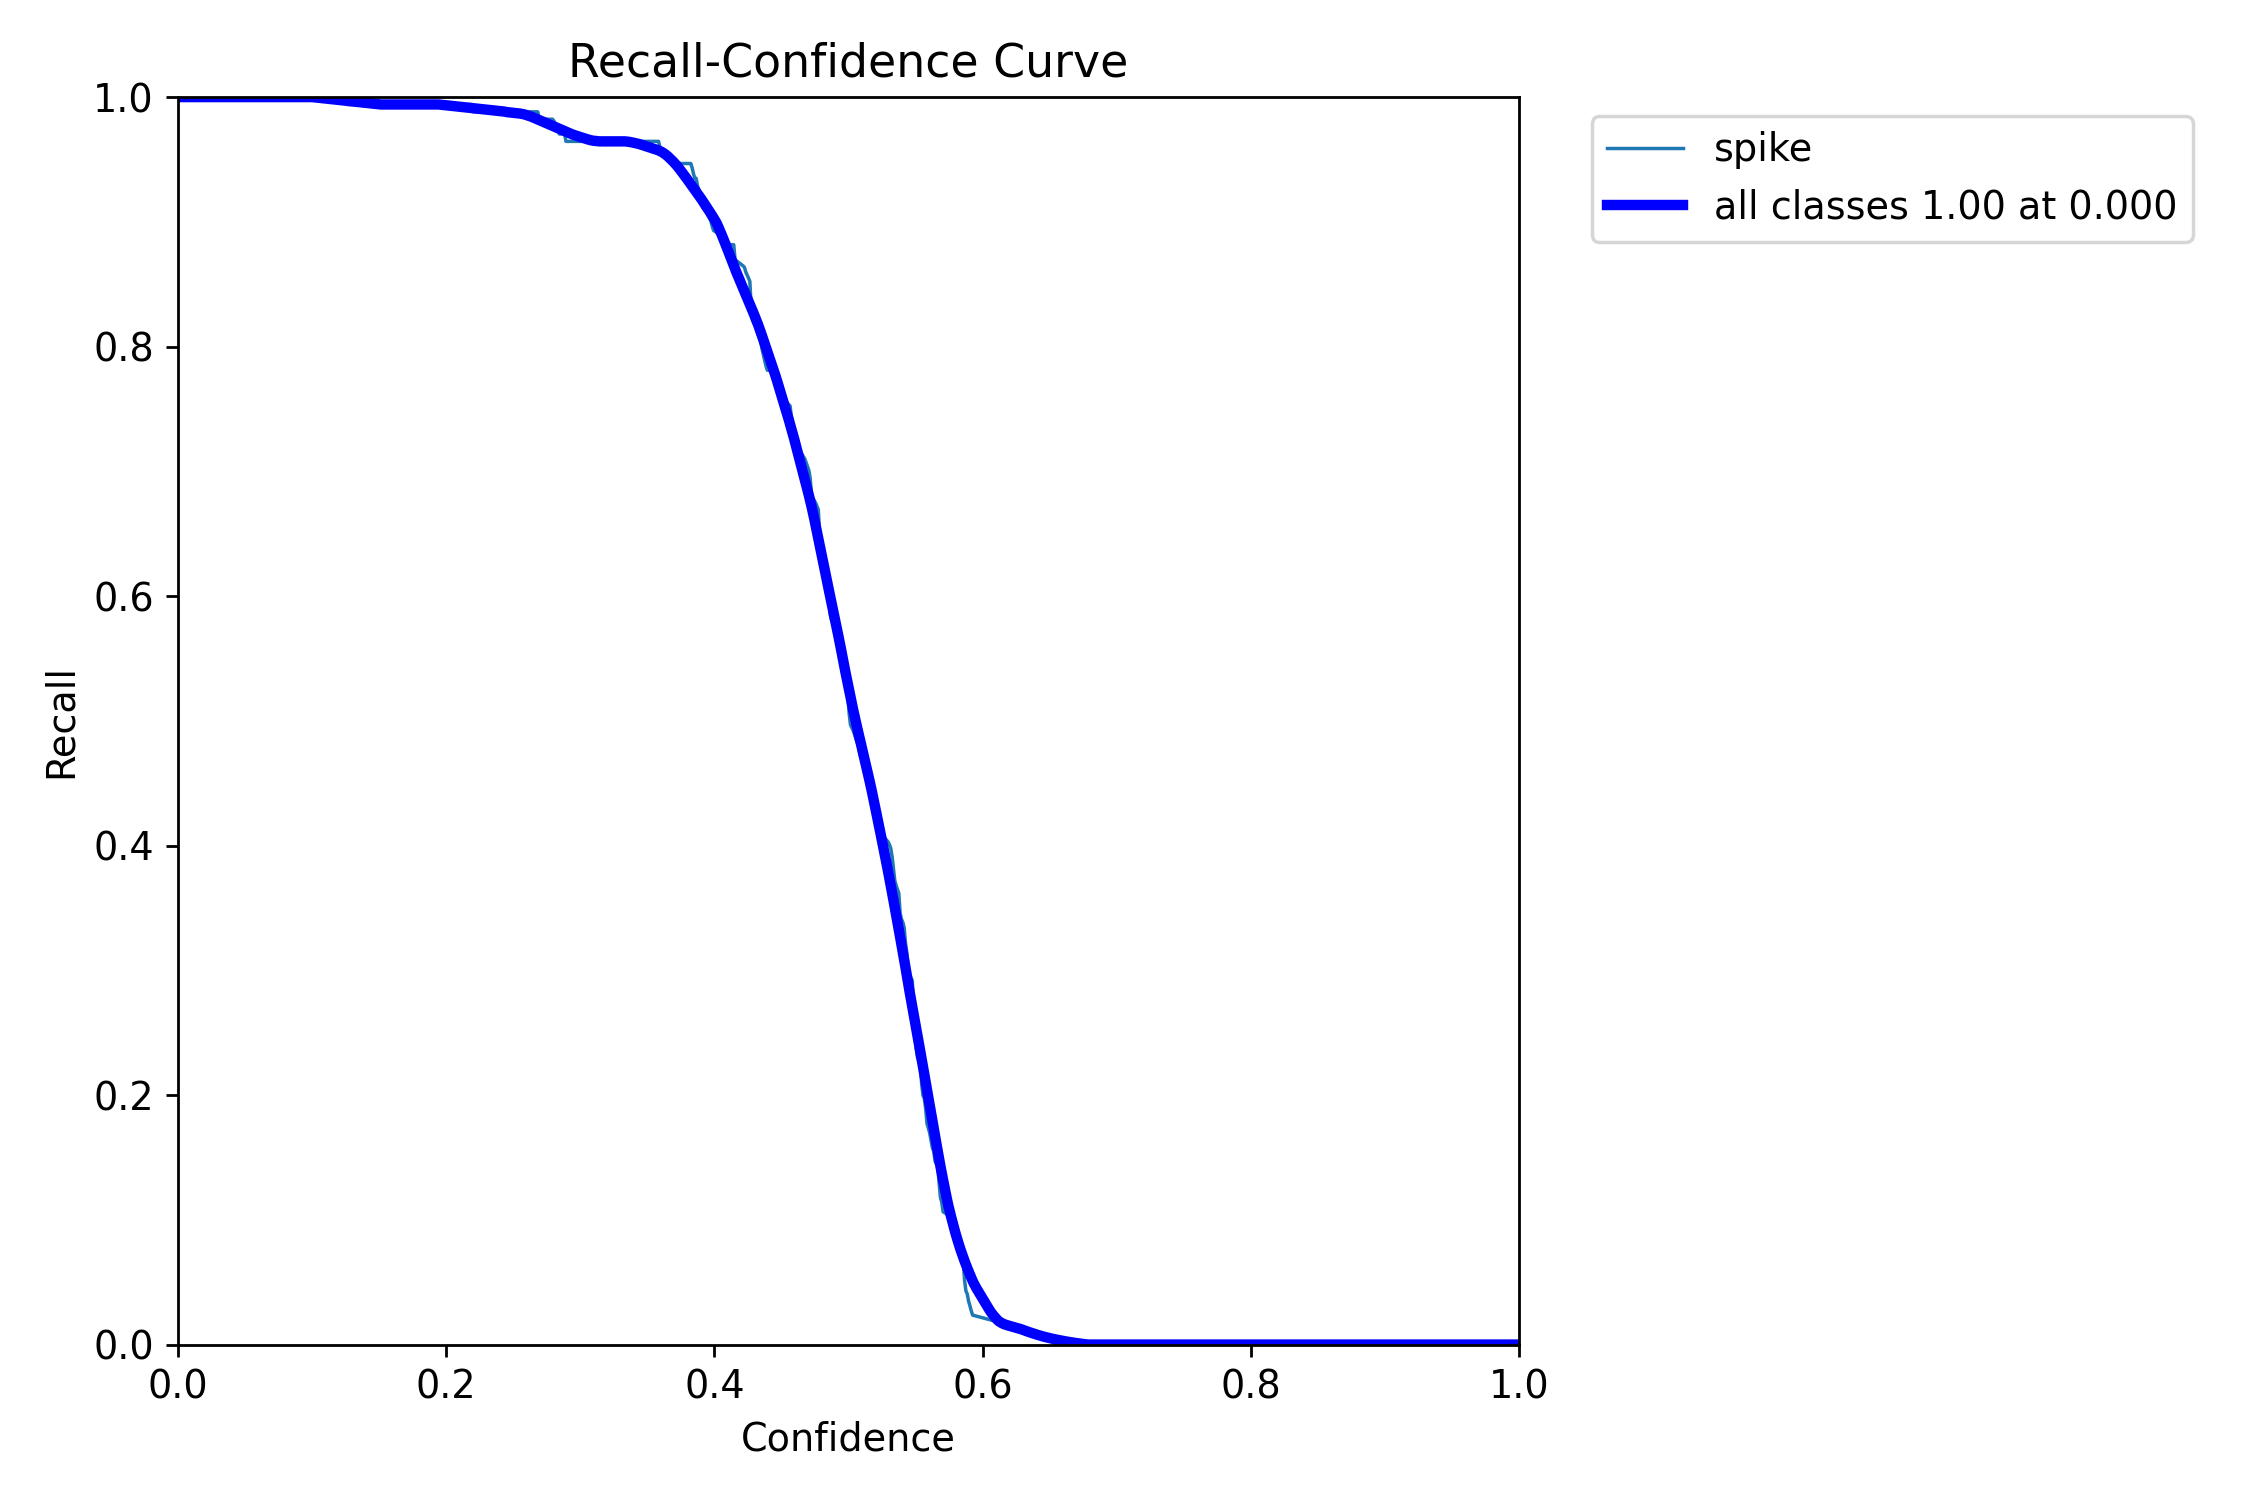 Recall-Confidence Curve
1.0
0.8
0.6
0.4
0.2
0.0
Recall
0.0 0.2 0.4 0.6 0.8 1.0
Confidence
spike
all classes 1.00 at 0.000